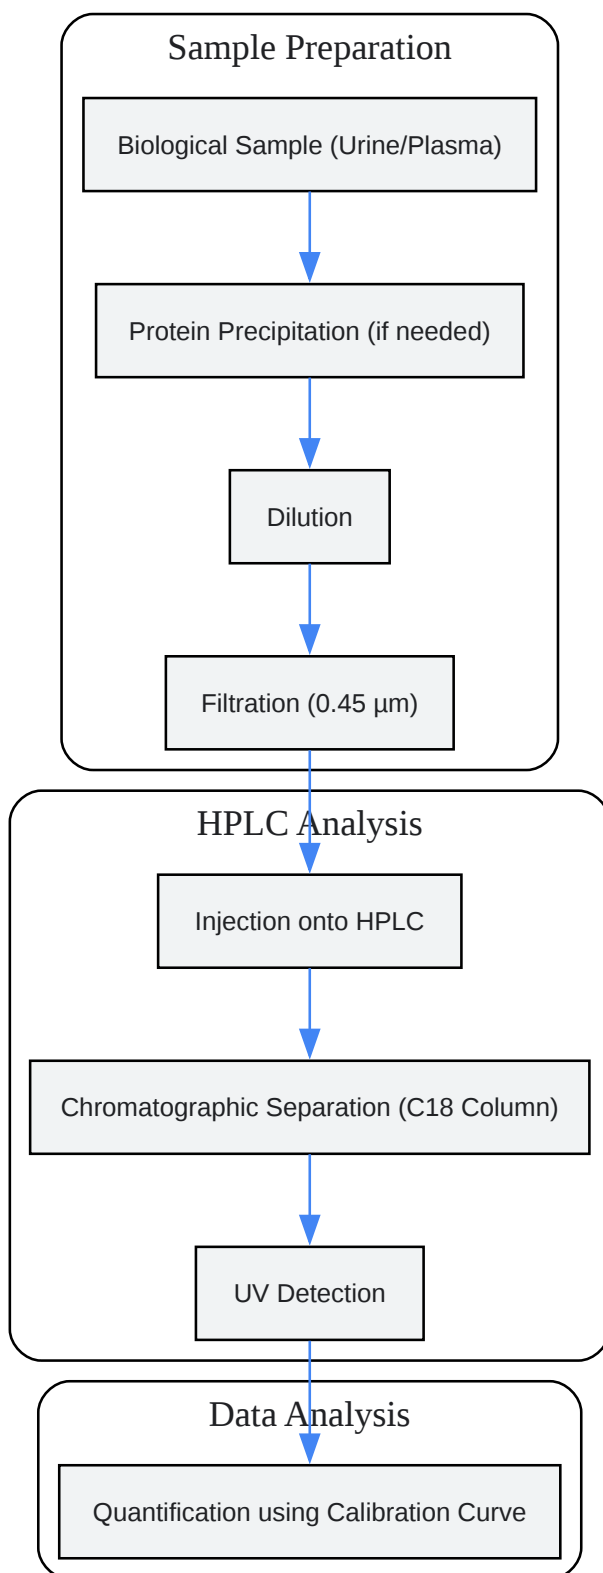 Sample Preparation
Biological Sample (Urine/Plasma)
Protein Precipitation (if needed)
Dilution
Filtration (0.45 µm)
HPLC Analysis
Injection onto HPLC
Chromatographic Separation (C18 Column)
UV Detection
Data Analysis
Quantification using Calibration Curve